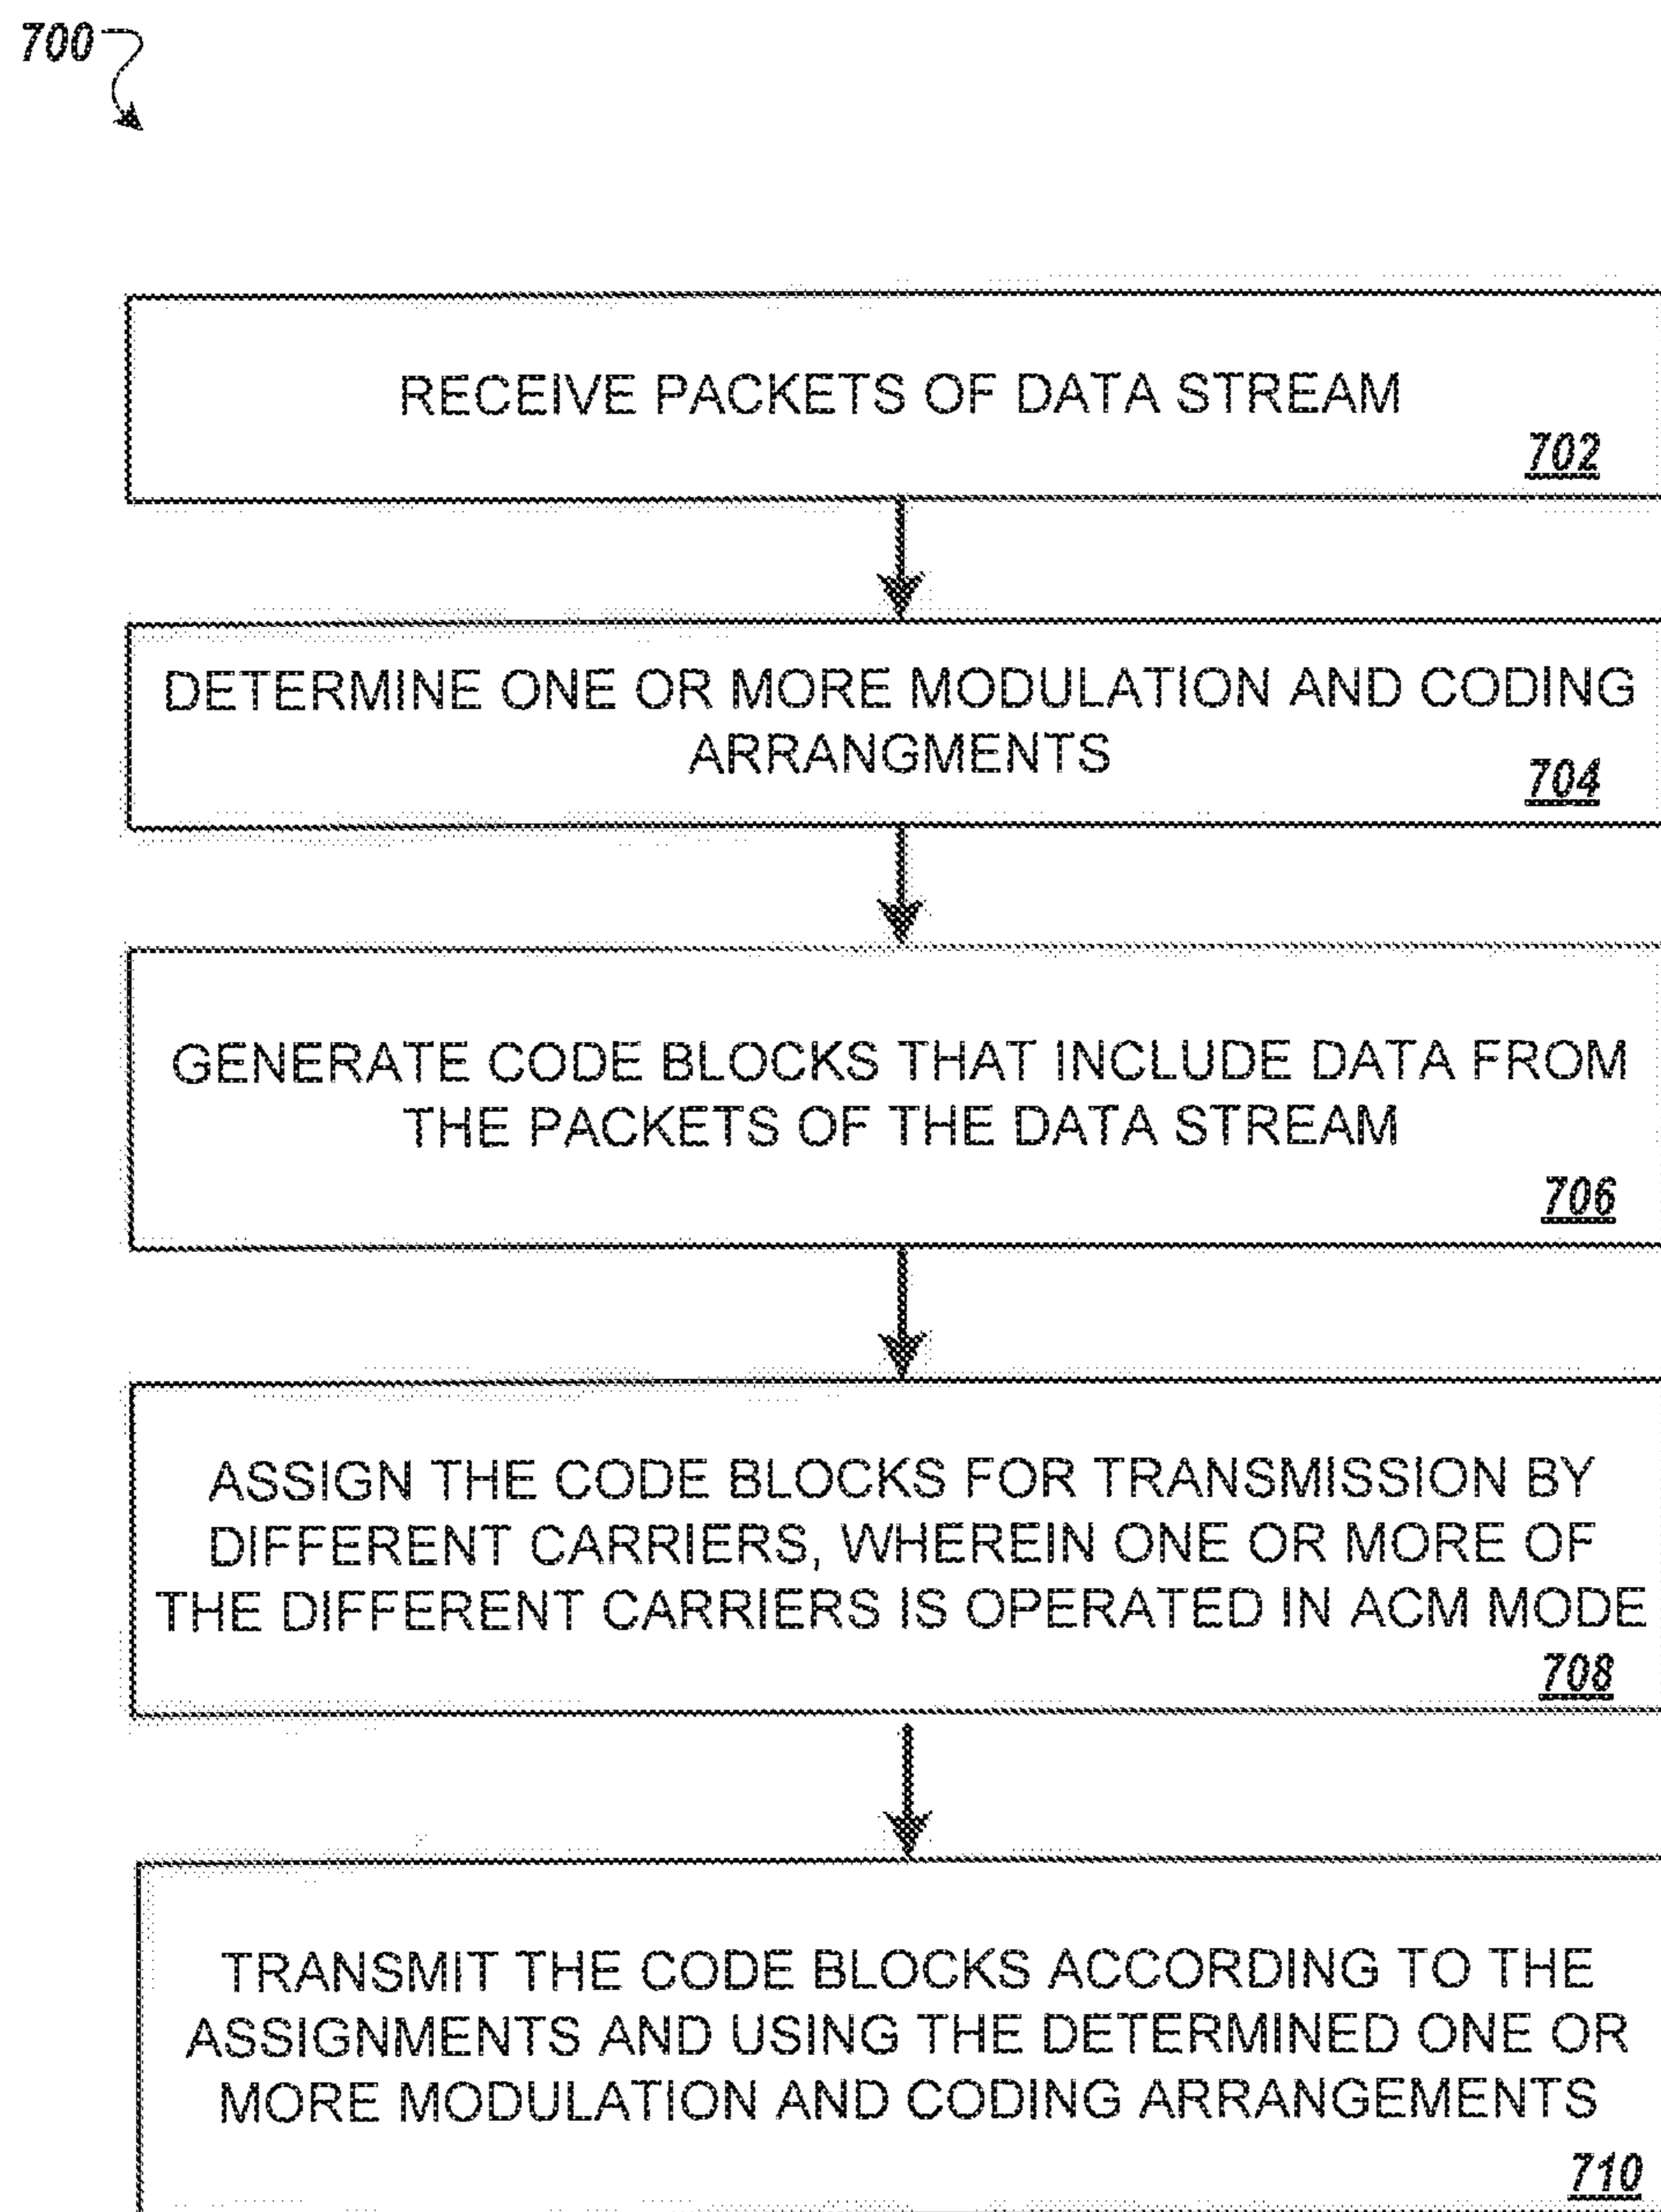 700
RECEIVE PACKETS OF DATA STREAM
702
DETERMINE ONE OR MORE MODULATION AND CODING
ARRANGMENTS
704
GENERATE CODE BLOCKS THAT INCLUDE DATA FROM
THE PACKETS OF THE DATA STREAM
706
ASSIGN THE CODE BLOCKS FOR TRANSMISSION BY
DIFFERENT CARRIERS, WHEREIN ONE OR MORE OF
THE DIFFERENT CARRIERS IS OPERATED IN ACM MODE
708
TRANSMIT THE CODE BLOCKS ACCORDING TO THE
ASSIGNMENTS AND USING THE DETERMINED ONE OR
MORE MODULATION AND CODING ARRANGEMENTS
710